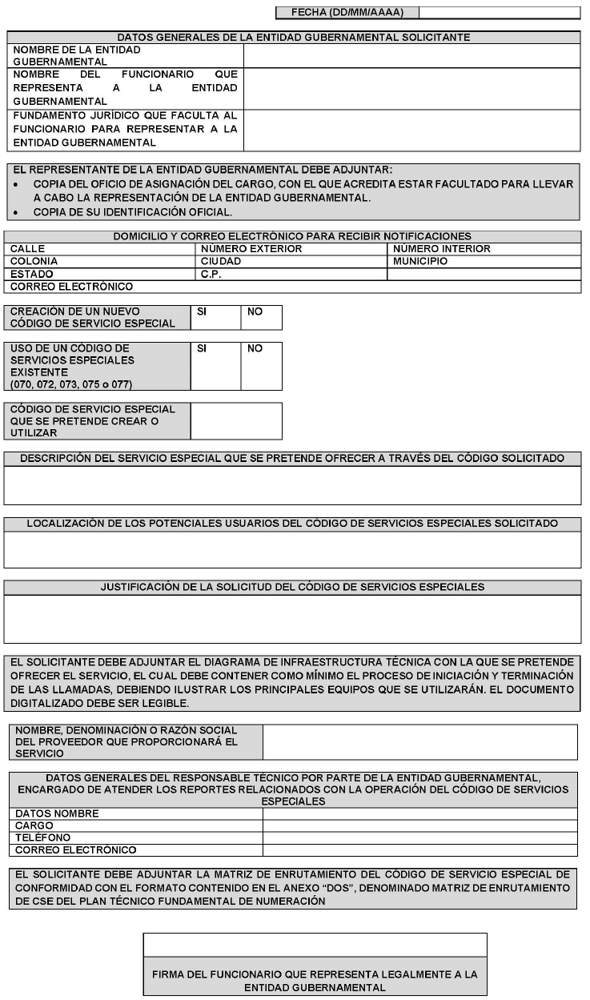 FECHA (DD/MM/AAAA)
DATOS GENERALES DE LA ENTIDAD GUBERNAMENTAL SOLICITANTE
NOMBRE DE LA ENTIDAD
GUBERNAMENTAL
NOMBRE DEL FUNCIONARIO QUE
REPRESENTA A LA ENTIDAD
GUBERNAMENTAL
FUNDAMENTO JURÍDICO QUE FACULTA AL
FUNCIONARIO PARA REPRESENTAR A LA
ENTIDAD GUBERNAMENTAL
EL REPRESENTANTE DE LA ENTIDAD GUBERNAMENTAL DEBE ADJUNTAR:
• COPIA DEL OFICIO DE ASIGNACIÓN DEL CARGO, CON EL QUE ACREDITA ESTAR FACULTADO PARA LLEVAR
A CABO LA REPRESENTACIÓN DE LA ENTIDAD GUBERNAMENTAL.
• COPIA DE SU IDENTIFICACIÓN OFICIAL.
DOMICILIO Y CORREO ELECTRÓNICO PARA RECIBIR NOTIFICACIONES
CALLE NÚMERO EXTERIOR NÚMERO INTERIOR
COLONIA CIUDAD MUNICIPIO
ESTADO C.P.
CORREO ELECTRÓNICO
CREACIÓN DE UN NUEVO
CÓDIGO DE SERVICIO ESPECIAL
SI NO
USO DE UN CÓDIGO DE
SERVICIOS ESPECIALES
EXISTENTE
(070, 072, 073, 075 o 077)
SI NO
CÓDIGO DE SERVICIO ESPECIAL
QUE SE PRETENDE CREAR O
UTILIZAR
DESCRIPCIÓN DEL SERVICIO ESPECIAL QUE SE PRETENDE OFRECER A TRAVÉS DEL CÓDIGO SOLICITADO
LOCALIZACIÓN DE LOS POTENCIALES USUARIOS DEL CÓDIGO DE SERVICIOS ESPECIALES SOLICITADO
JUSTIFICACIÓN DE LA SOLICITUD DEL CÓDIGO DE SERVICIOS ESPECIALES
EL SOLICITANTE DEBE ADJUNTAR EL DIAGRAMA DE INFRAESTRUCTURA TÉCNICA CON LA QUE SE PRETENDE
OFRECER EL SERVICIO, EL CUAL DEBE CONTENER COMO MÍNIMO EL PROCESO DE INICIACIÓN Y TERMINACIÓN
DE LAS LLAMADAS, DEBIENDO ILUSTRAR LOS PRINCIPALES EQUIPOS QUE SE UTILIZARÁN. EL DOCUMENTO
DIGITALIZADO DEBE SER LEGIBLE.
NOMBRE, DENOMINACIÓN O RAZÓN SOCIAL
DEL PROVEEDOR QUE PROPORCIONARÁ EL
SERVICIO
DATOS GENERALES DEL RESPONSABLE TÉCNICO POR PARTE DE LA ENTIDAD GUBERNAMENTAL,
ENCARGADO DE ATENDER LOS REPORTES RELACIONADOS CON LA OPERACIÓN DEL CÓDIGO DE SERVICIOS
ESPECIALES
DATOS NOMBRE
CARGO
TELÉFONO
CORREO ELECTRÓNICO
EL SOLICITANTE DEBE ADJUNTAR LA MATRIZ DE ENRUTAMIENTO DEL CÓDIGO DE SERVICIO ESPECIAL DE
CONFORMIDAD CON EL FORMATO CONTENIDO EN EL ANEXO “DOS”, DENOMINADO MATRIZ DE ENRUTAMIENTO
DE CSE DEL PLAN TÉCNICO FUNDAMENTAL DE NUMERACIÓN
FIRMA DEL FUNCIONARIO QUE REPRESENTA LEGALMENTE A LA
ENTIDAD GUBERNAMENTAL